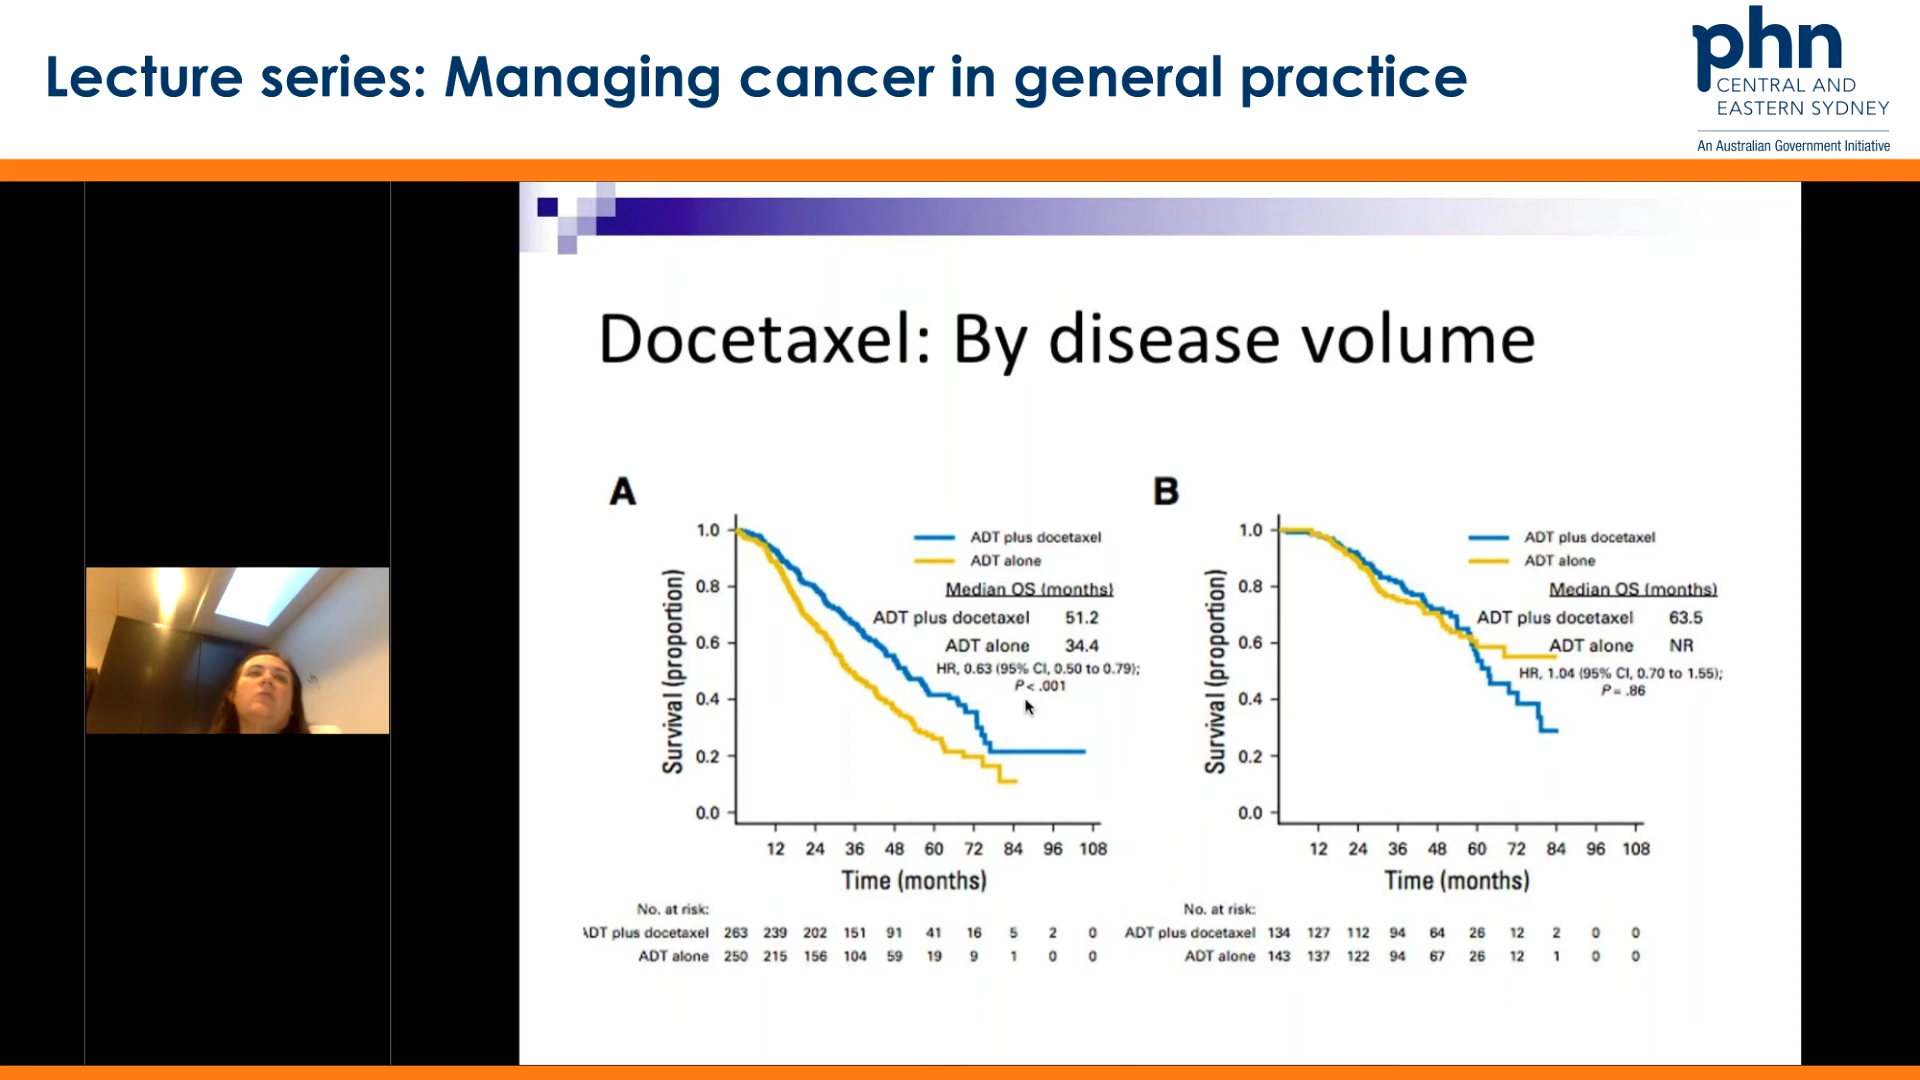 Lecture series: Managing cancer in general practice
phn
CENTRAL AND
EASTERN SYDNEY
An Australian Government Initiative
Docetaxel: By disease volume
A
1.0
0.8
0.6
0.4
0.2
0.0
Survival (proportion)
ADT plus docetaxel
ADT alone
Median OS (months)
ADT plus docetaxel 51.2
ADT alone 34.4
HR, 0.63 (95% CI, 0.50 to 0.79);
P < .001
12 24 36 48 60 72 84 96 108
Time (months)
No. at risk:
ADT plus docetaxel 263 239 202 151 91 41 16 5 2 0
ADT alone 250 215 156 104 59 19 9 1 0 0
B
1.0
0.8
0.6
0.4
0.2
0.0
Survival (proportion)
ADT plus docetaxel
ADT alone
Median OS (months)
ADT plus docetaxel 63.5
ADT alone NR
HR, 1.04 (95% CI, 0.70 to 1.55);
P = .86
12 24 36 48 60 72 84 96 108
Time (months)
No. at risk:
ADT plus docetaxel 134 127 112 94 64 26 12 2 0 0
ADT alone 143 137 122 94 67 26 12 1 0 0